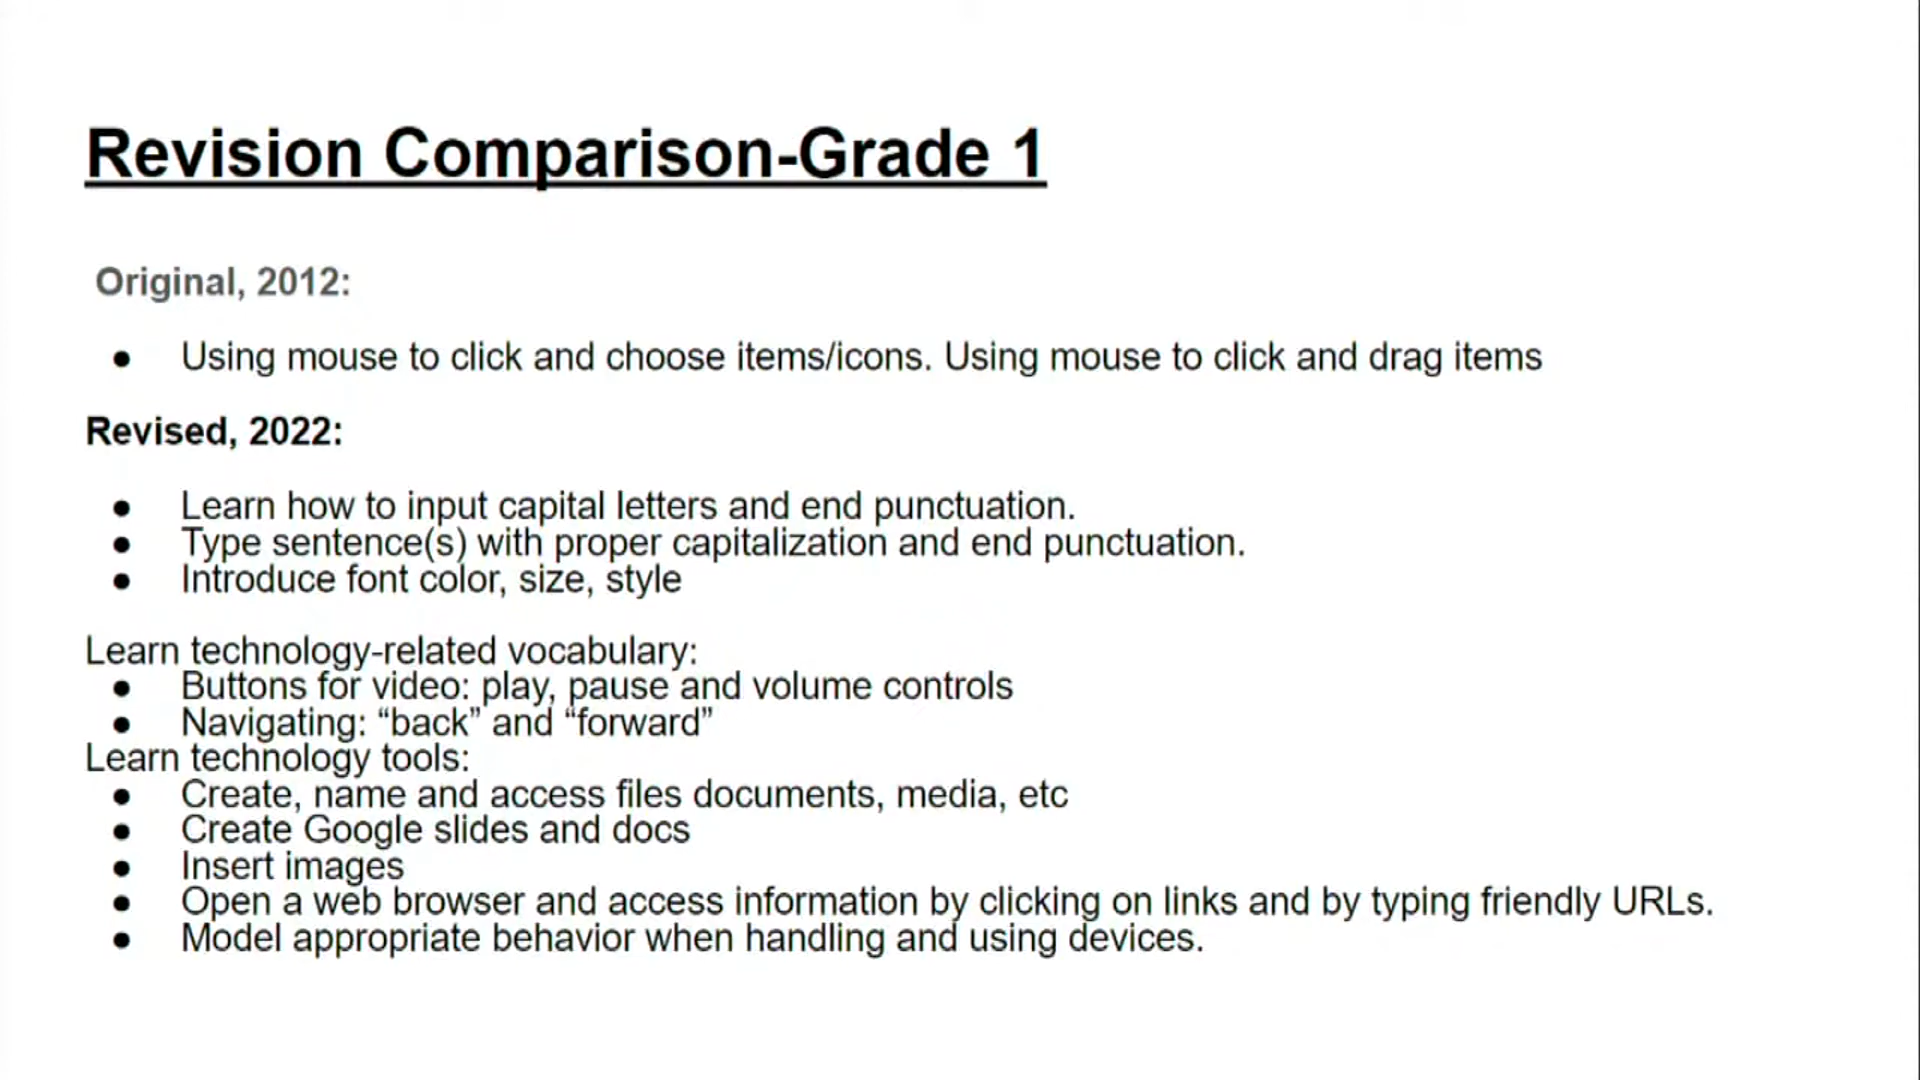 Revision Comparison-Grade 1
Original, 2012:
● Using mouse to click and choose items/icons. Using mouse to click and drag items
Revised, 2022:
● Learn how to input capital letters and end punctuation.
● Type sentence(s) with proper capitalization and end punctuation.
● Introduce font color, size, style
Learn technology-related vocabulary:
● Buttons for video: play, pause and volume controls
● Navigating: “back” and “forward”
Learn technology tools:
● Create, name and access files documents, media, etc
● Create Google slides and docs
● Insert images
● Open a web browser and access information by clicking on links and by typing friendly URLs.
● Model appropriate behavior when handling and using devices.